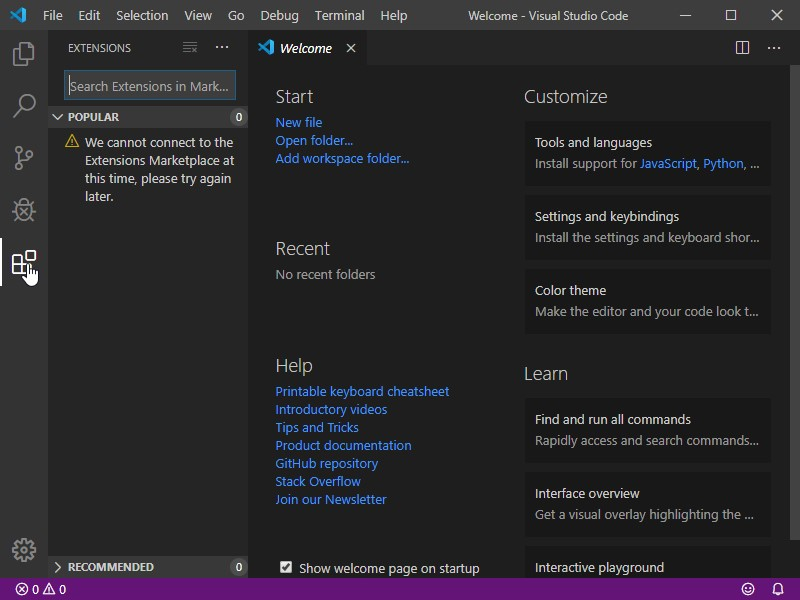 File Edit Selection View Go Debug Terminal Help Welcome - Visual Studio Code
EXTENSIONS
Search Extensions in Mark...
POPULAR 0
We cannot connect to the
Extensions Marketplace at
this time, please try again
later.
RECOMMENDED 0
Welcome
Start
New file
Open folder...
Add workspace folder...
Recent
No recent folders
Help
Printable keyboard cheatsheet
Introductory videos
Tips and Tricks
Product documentation
GitHub repository
Stack Overflow
Join our Newsletter
Show welcome page on startup
Customize
Tools and languages
Install support for JavaScript, Python, ...
Settings and keybindings
Install the settings and keyboard shor...
Color theme
Make the editor and your code look t...
Learn
Find and run all commands
Rapidly access and search commands...
Interface overview
Get a visual overlay highlighting the ...
Interactive playground
0 0